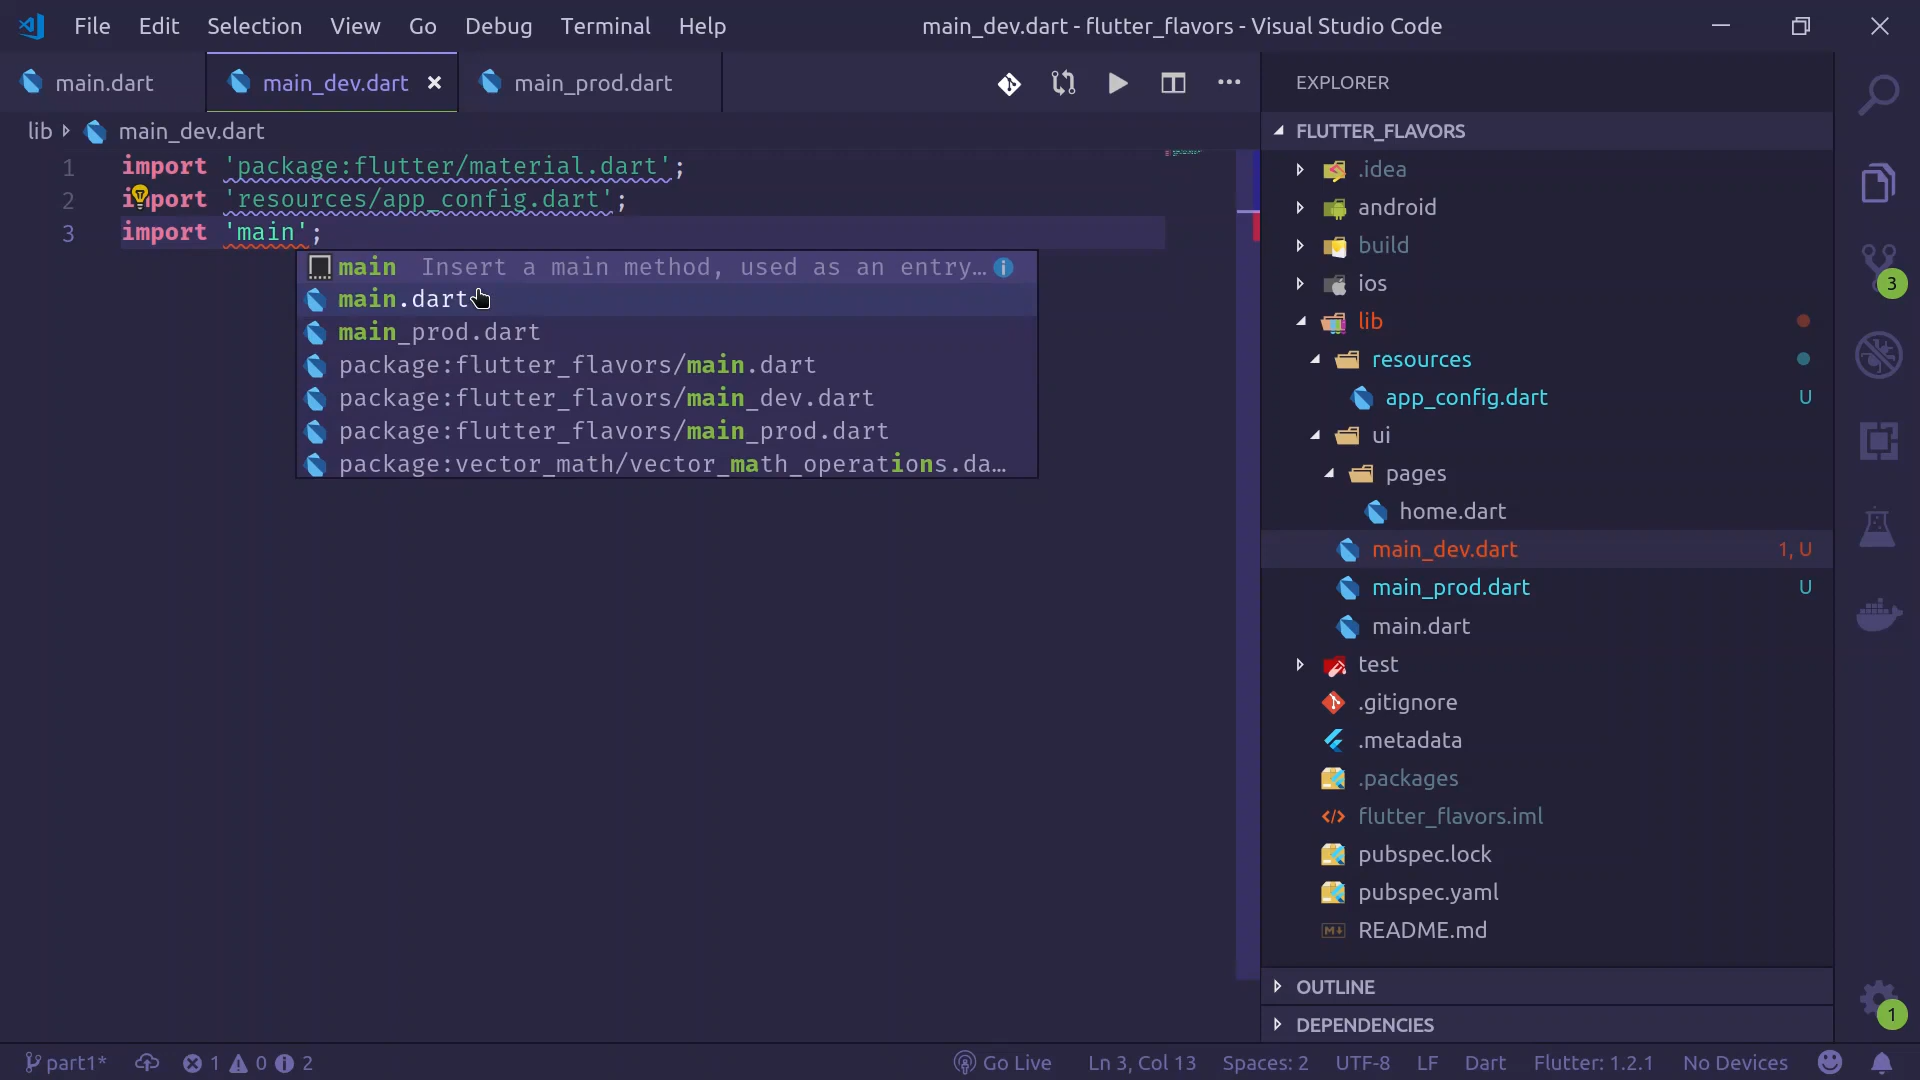 File Edit Selection View Go Debug Terminal Help
main_dev.dart - flutter_flavors - Visual Studio Code
main.dart
main_dev.dart
main_prod.dart
lib main_dev.dart
1 import 'package:flutter/material.dart';
2 import 'resources/app_config.dart';
3 import 'main';
main Insert a main method, used as an entry…
main.dart
main_prod.dart
package:flutter_flavors/main.dart
package:flutter_flavors/main_dev.dart
package:flutter_flavors/main_prod.dart
package:vector_math/vector_math_operations.da…
EXPLORER
FLUTTER_FLAVORS
.idea
android
build
ios
lib
resources
app_config.dart U
ui
pages
home.dart
main_dev.dart 1, U
main_prod.dart U
main.dart
test
.gitignore
.metadata
.packages
flutter_flavors.iml
pubspec.lock
pubspec.yaml
README.md
OUTLINE
DEPENDENCIES
3
1
part1* 1 0 2
Go Live Ln 3, Col 13 Spaces: 2 UTF-8 LF Dart Flutter: 1.2.1 No Devices